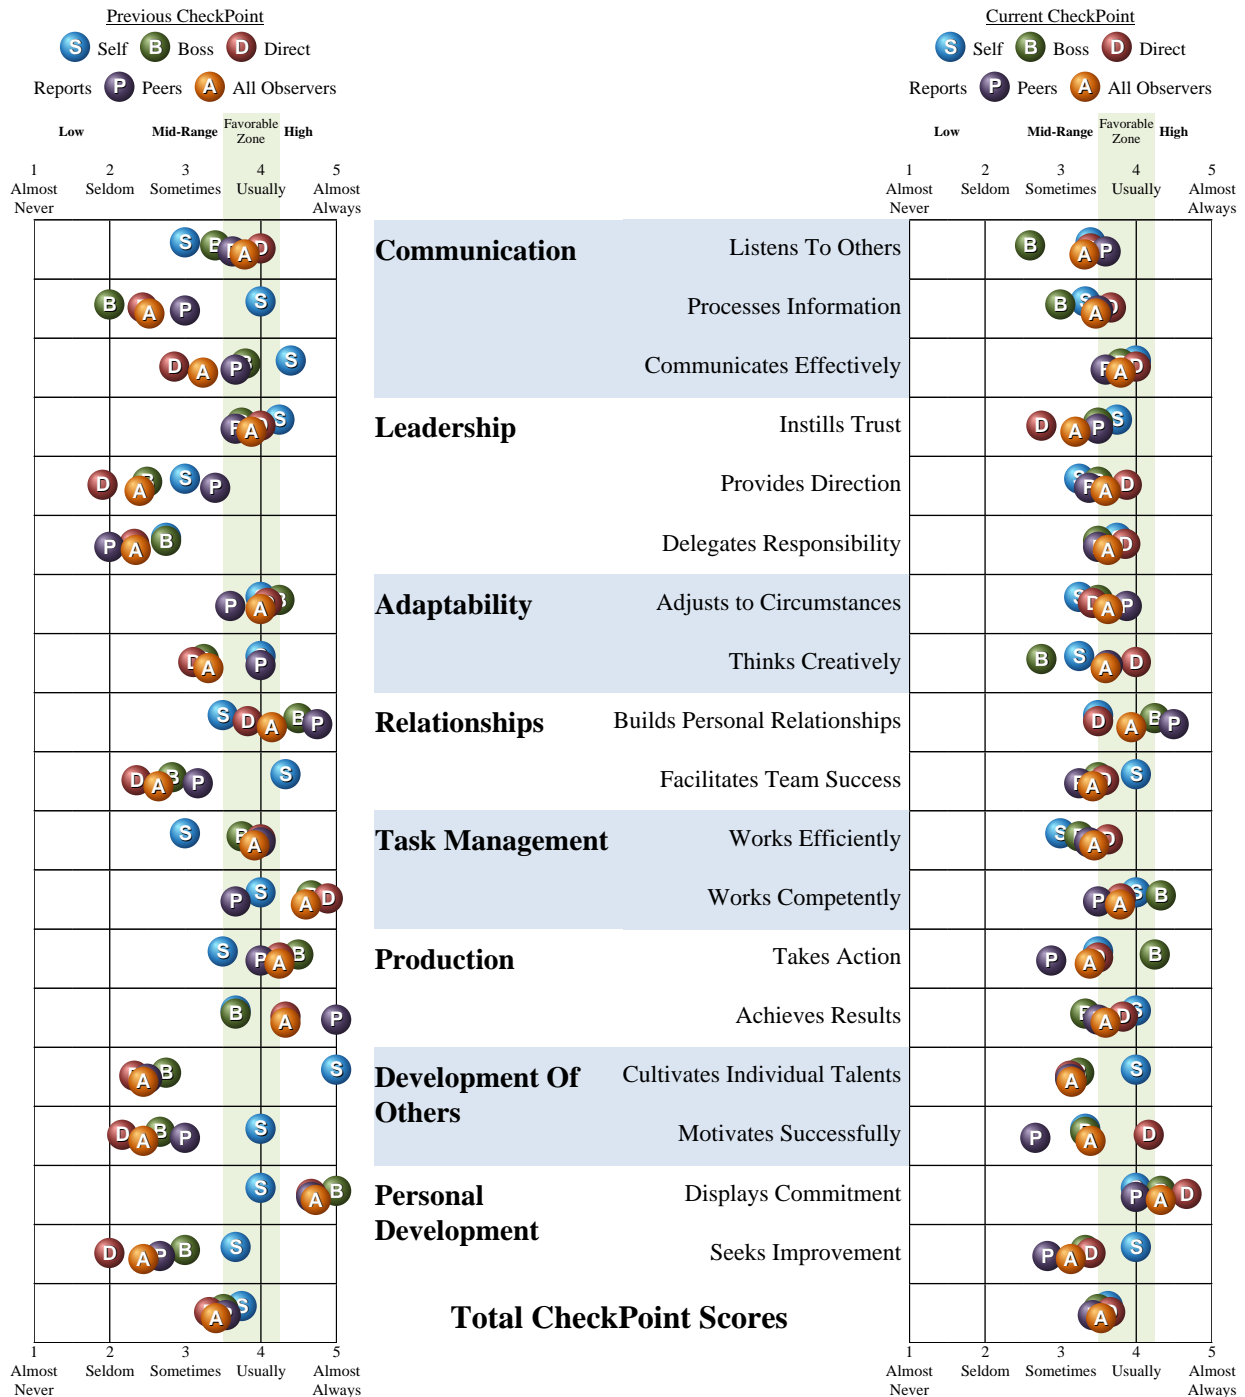 Previous CheckPoint
S Self B Boss D Direct
Reports P Peers A All Observers
Current CheckPoint
S Self B Boss D Direct
Reports P Peers A All Observers
Low Mid-Range Favorable Zone High
1 2 3 4 5
Almost Never Seldom Sometimes Usually Almost Always
Low Mid-Range Favorable Zone High
1 2 3 4 5
Almost Never Seldom Sometimes Usually Almost Always
S B P A D
Communication Listens To Others
B S D A P
B D A P S
Processes Information
B S A D
D A P B S
Communicates Effectively
P B A S D
P B A D S
Leadership Instills Trust
D A B P S
D A B S P
Provides Direction
S P B A D
P D A B
Delegates Responsibility
P A D
P S A D B
Adaptability Adjusts to Circumstances
S D B A P
D B A S P
Thinks Creatively
B S A D
S D A B P
Relationships Builds Personal Relationships
D A B P
D A B P S
Facilitates Team Success
P A B D S
S B A
Task Management Works Efficiently
S B A D
P S A B D
Works Competently
P A S B
S P A B
Production Takes Action
P A D B
B A P
Achieves Results
B A D S
D A B S
Development Of Others Cultivates Individual Talents
A B S
D A B P S
Motivates Successfully
P B A D
S A B
Personal Development Displays Commitment
P A B D
D A P B S
Seeks Improvement
P A D S
D A P S
Total CheckPoint Scores
P A D
1 2 3 4 5
Almost Never Seldom Sometimes Usually Almost Always
1 2 3 4 5
Almost Never Seldom Sometimes Usually Almost Always